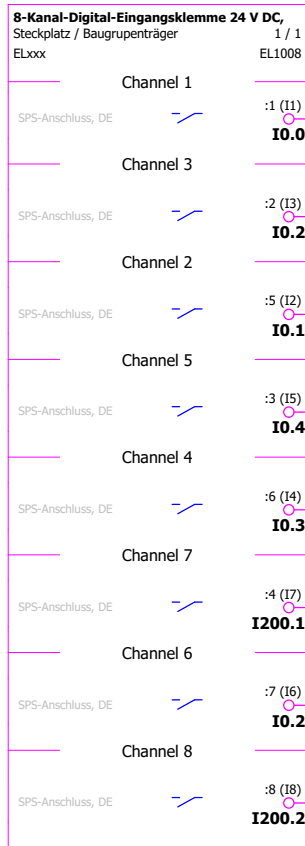 8-Kanal-Digital-Eingangsklemme 24 V DC,
Steckplatz / Baugrupenträger 1 / 1
ELxxx EL1008
Channel 1
:1 (I1)
SPS-Anschluss, DE
I0.0
Channel 3
:2 (I3)
SPS-Anschluss, DE
I0.2
Channel 2
:5 (I2)
SPS-Anschluss, DE
I0.1
Channel 5
:3 (I5)
SPS-Anschluss, DE
I0.4
Channel 4
:6 (I4)
SPS-Anschluss, DE
I0.3
Channel 7
:4 (I7)
SPS-Anschluss, DE
I200.1
Channel 6
:7 (I6)
SPS-Anschluss, DE
I0.2
Channel 8
:8 (I8)
SPS-Anschluss, DE
I200.2